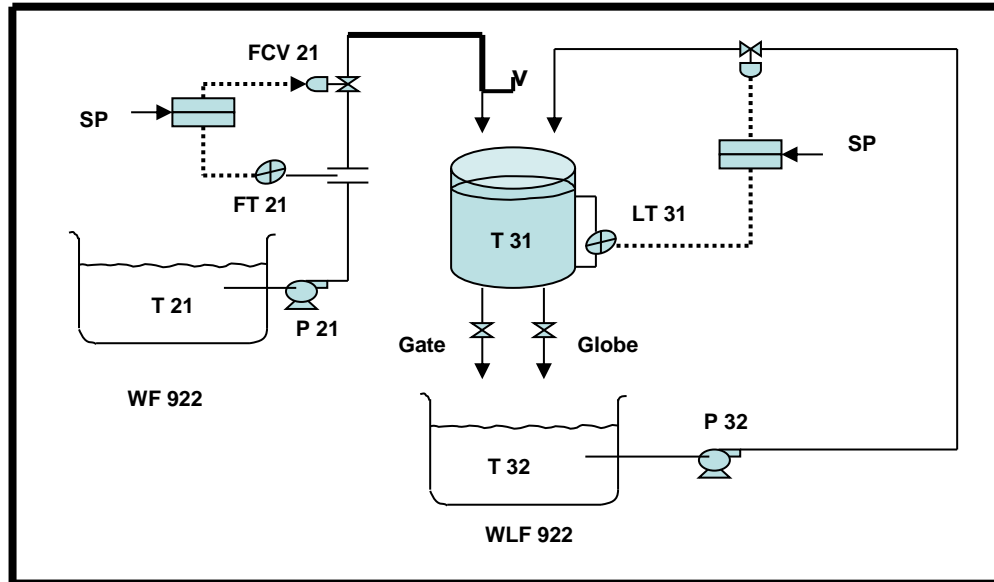 FCV 21
V
SP
SP
FT 21
LT 31
T 31
T 21
P 21
Gate
Globe
WF 922
P 32
T 32
WLF 922